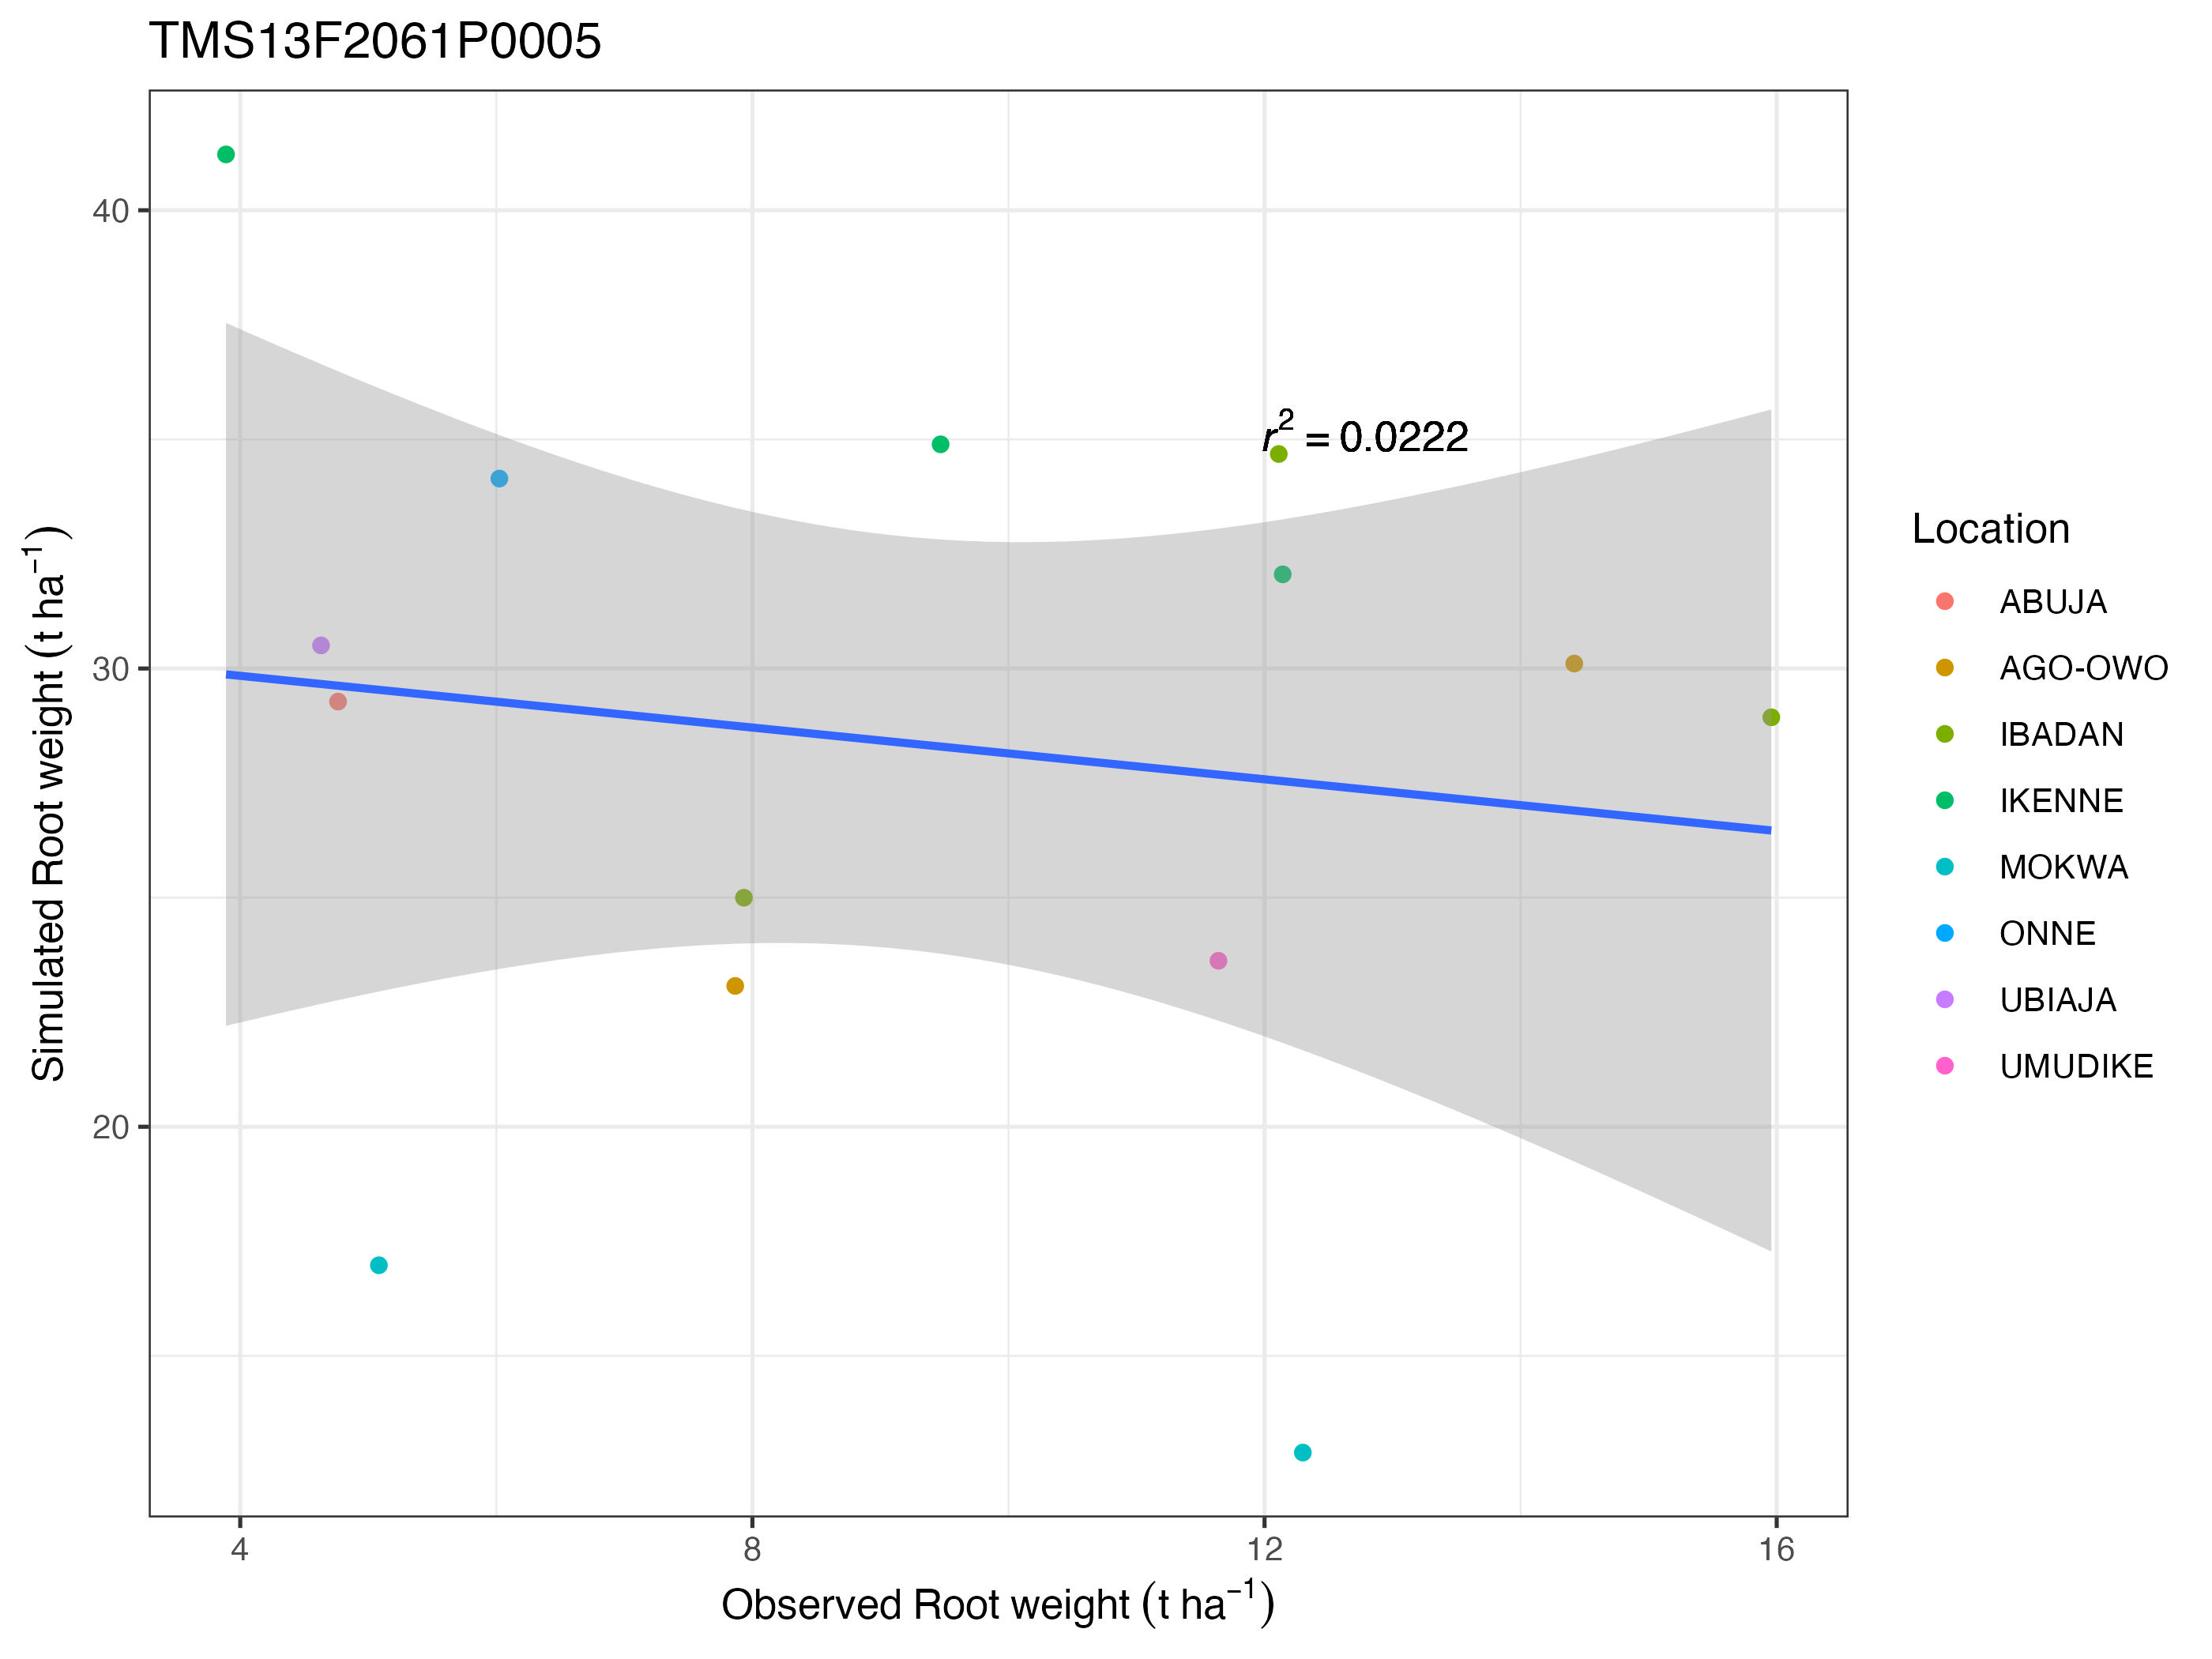 TMS13F2061P0005
40
30
20
Simulated Root weight (t ha⁻¹)
r² = 0.0222
4 8 12 16
Observed Root weight (t ha⁻¹)
Location
ABUJA
AGO-OWO
IBADAN
IKENNE
MOKWA
ONNE
UBIAJA
UMUDIKE